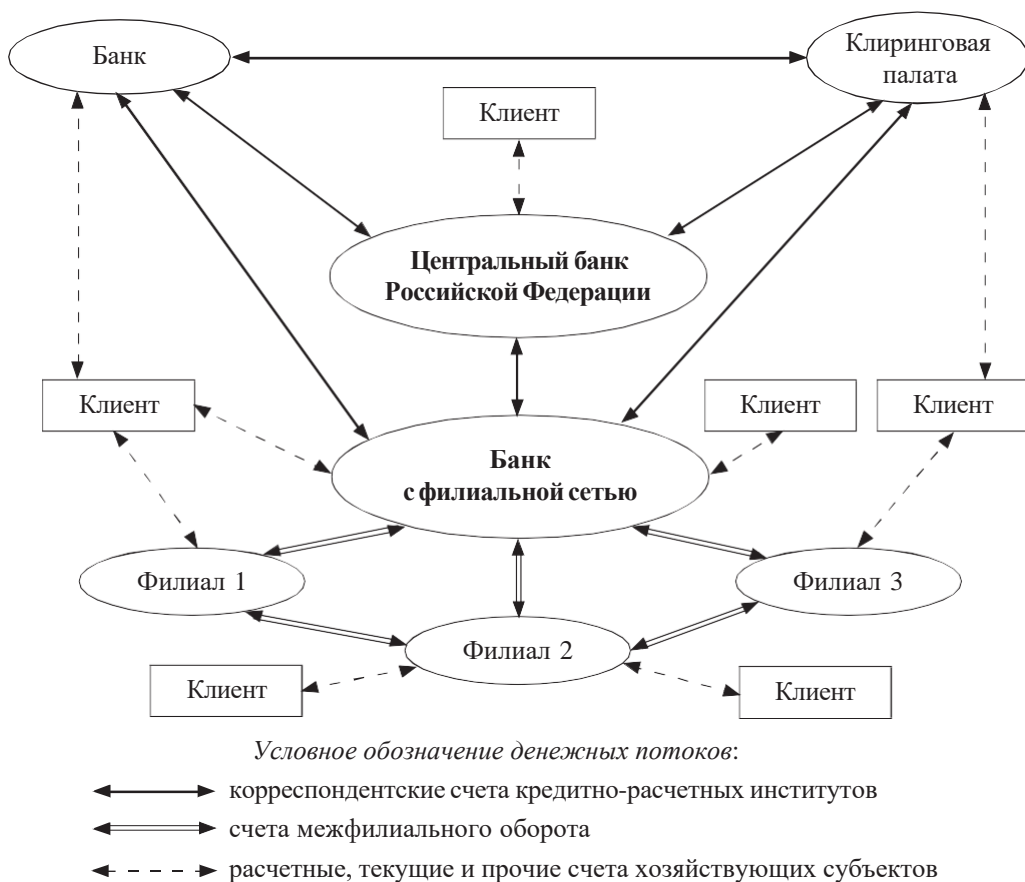 Банк
Клиринговая
палата
Клиент
Центральный банк
Российской Федерации
Клиент
Клиент
Клиент
Банк
с филиальной сетью
Филиал 1
Филиал 3
Филиал 2
Клиент
Клиент
Условное обозначение денежных потоков:
корреспондентские счета кредитно-расчетных институтов
счета межфилиального оборота
расчетные, текущие и прочие счета хозяйствующих субъектов